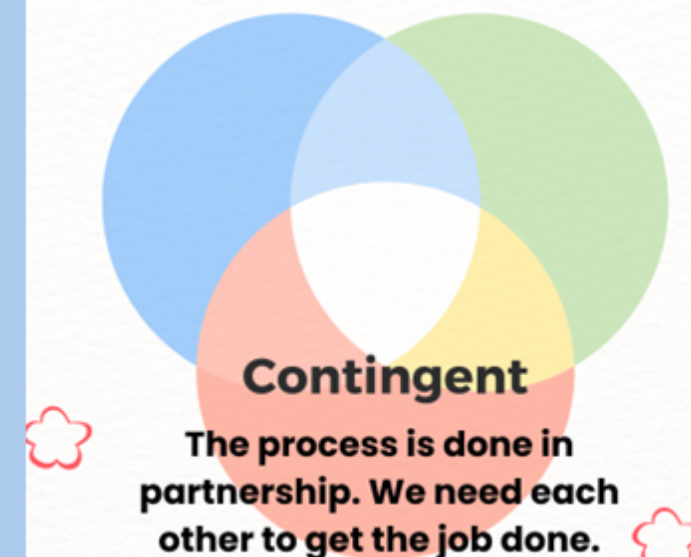 Contingent
The process is done in
partnership. We need each
other to get the job done.